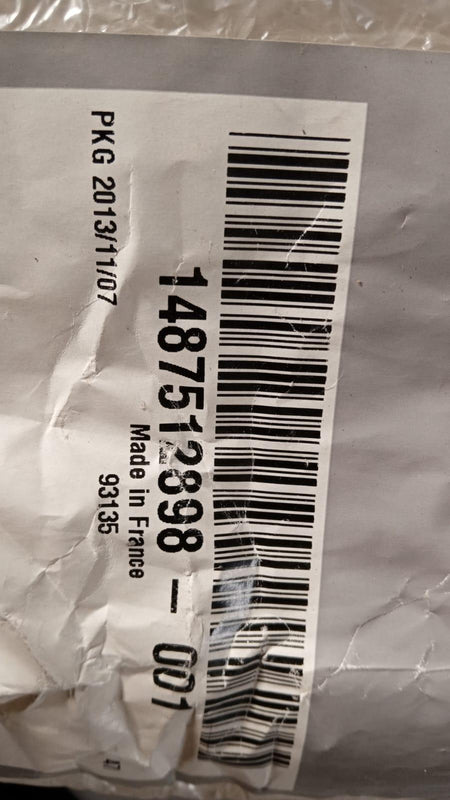 1487512898 – 001
Made in France
PKG 2013/11/07
93135